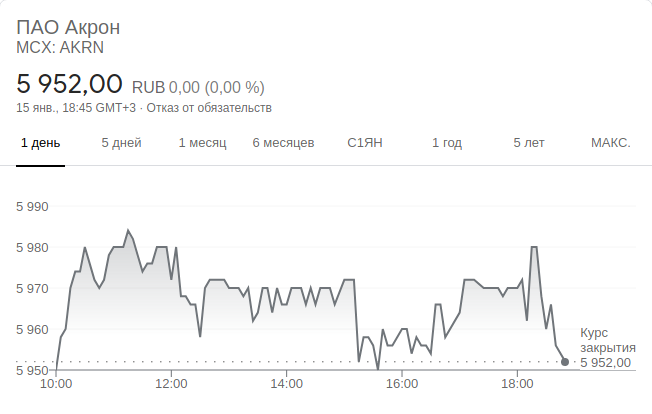 ПАО Акрон
MCX: AKRN
5 952,00 RUB 0,00 (0,00 %)
15 янв., 18:45 GMT+3 · Отказ от обязательств
1 день 5 дней 1 месяц 6 месяцев С1ЯН 1 год 5 лет МАКС.
5 990
5 980
5 970
5 960
5 950
Курс
закрытия
5 952,00
10:00 12:00 14:00 16:00 18:00